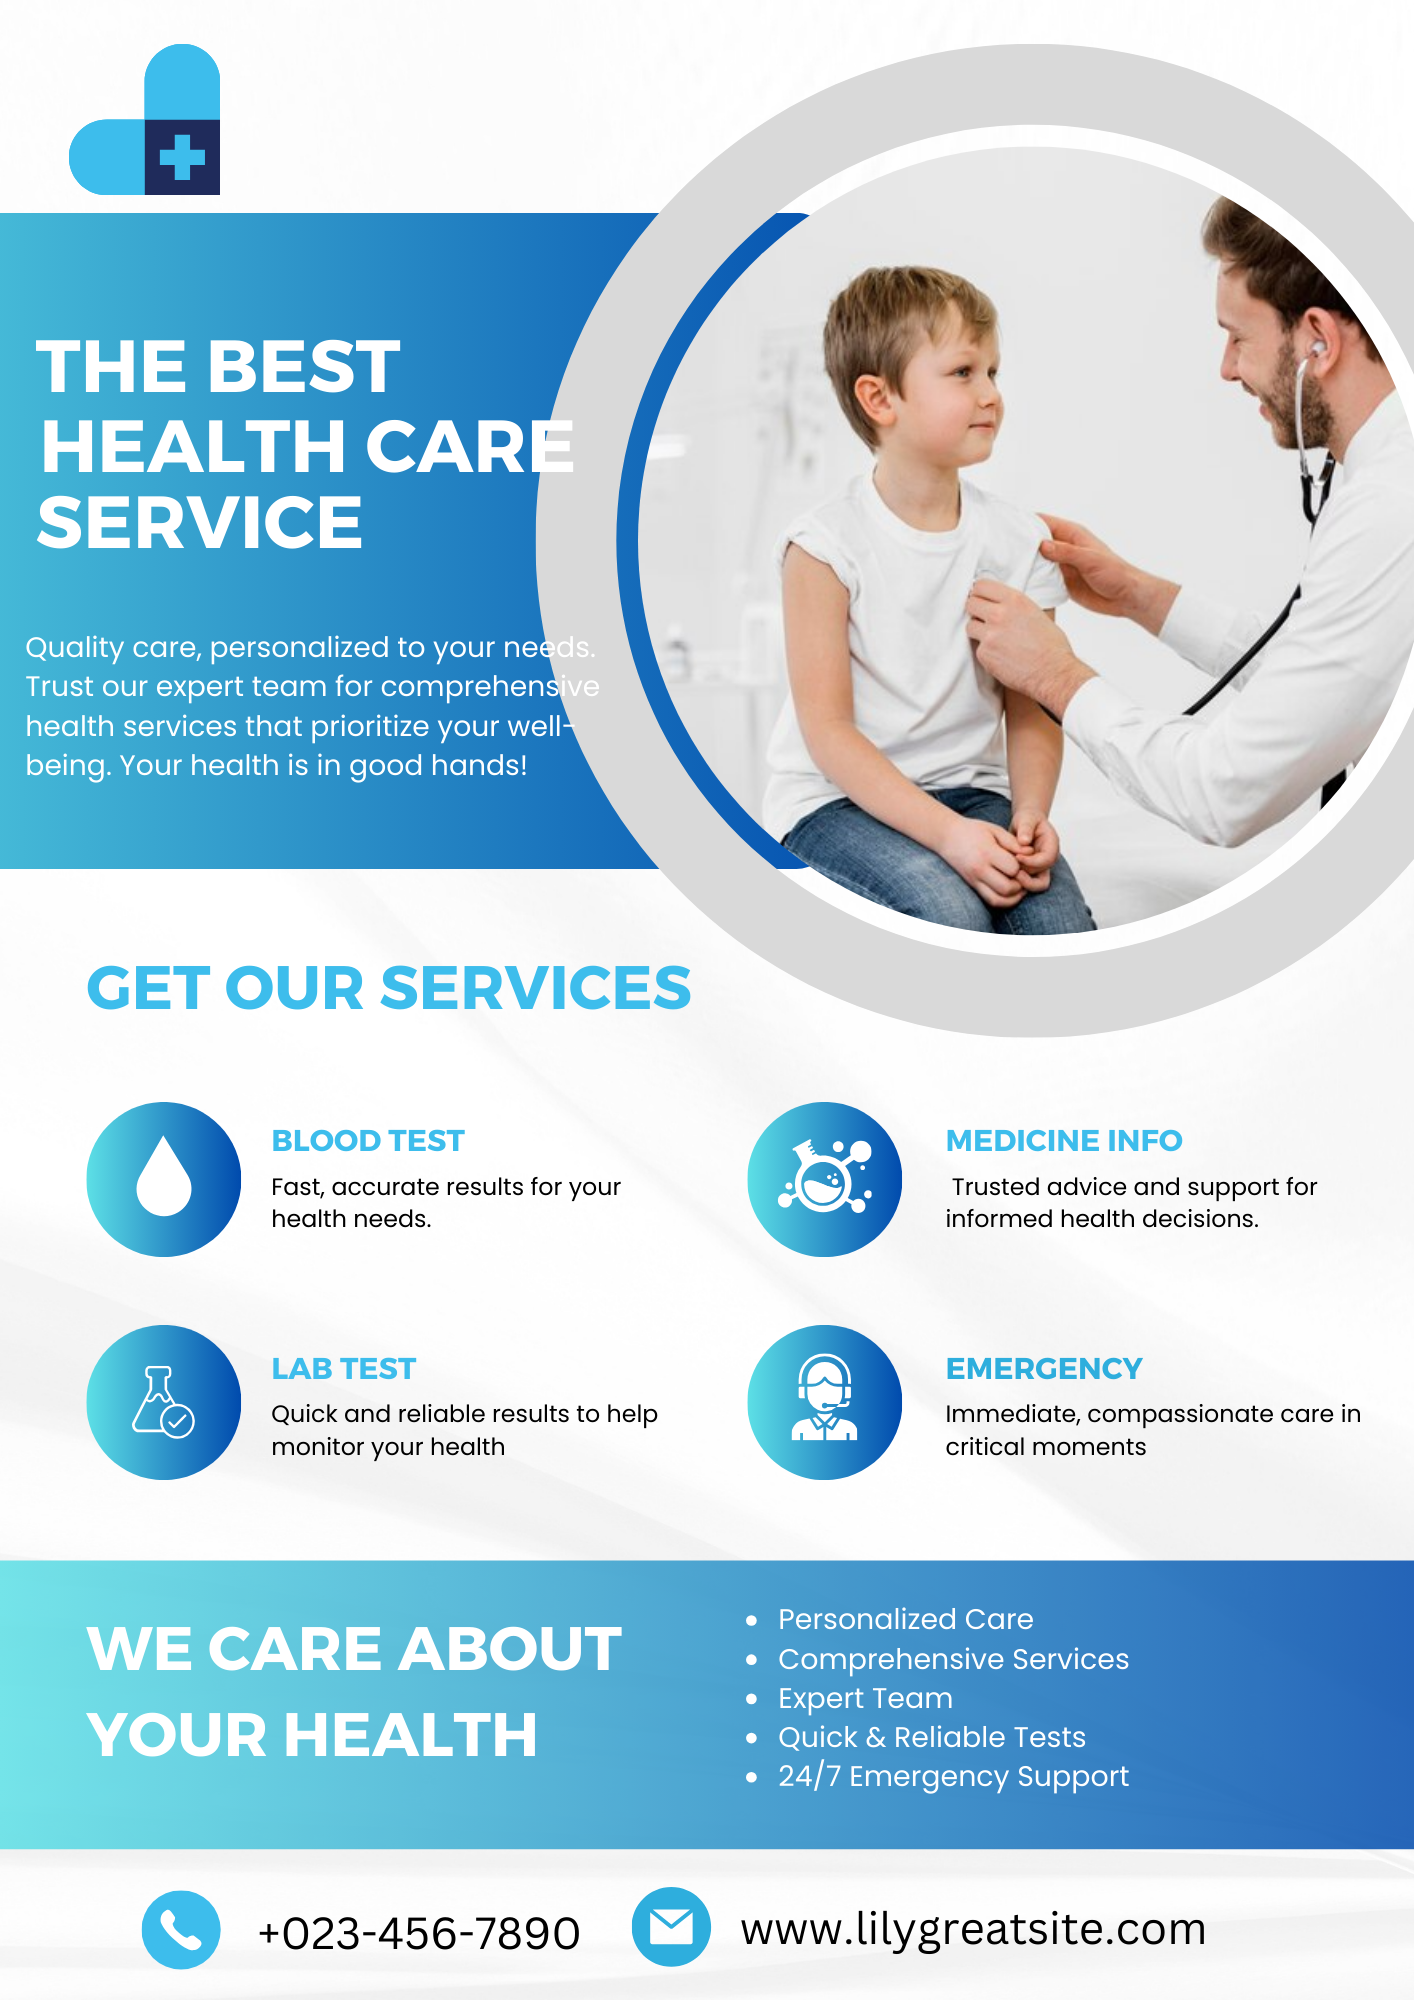 THE BEST
HEALTH CARE
SERVICE
Quality care, personalized to your needs.
Trust our expert team for comprehensive
health services that prioritize your well-
being. Your health is in good hands!
GET OUR SERVICES
BLOOD TEST
Fast, accurate results for your
health needs.
MEDICINE INFO
Trusted advice and support for
informed health decisions.
LAB TEST
Quick and reliable results to help
monitor your health
EMERGENCY
Immediate, compassionate care in
critical moments
WE CARE ABOUT
YOUR HEALTH
• Personalized Care
• Comprehensive Services
• Expert Team
• Quick & Reliable Tests
• 24/7 Emergency Support
+023-456-7890
www.lilygreatsite.com